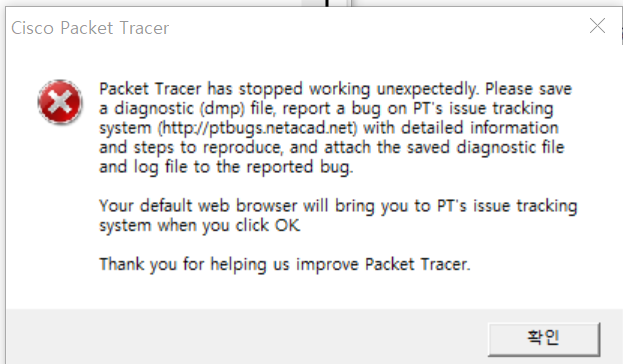 Cisco Packet Tracer
Packet Tracer has stopped working unexpectedly. Please save
a diagnostic (dmp) file, report a bug on PT's issue tracking
system (http://ptbugs.netacad.net) with detailed information
and steps to reproduce, and attach the saved diagnostic file
and log file to the reported bug.
Your default web browser will bring you to PT's issue tracking
system when you click OK.
Thank you for helping us improve Packet Tracer.
확인